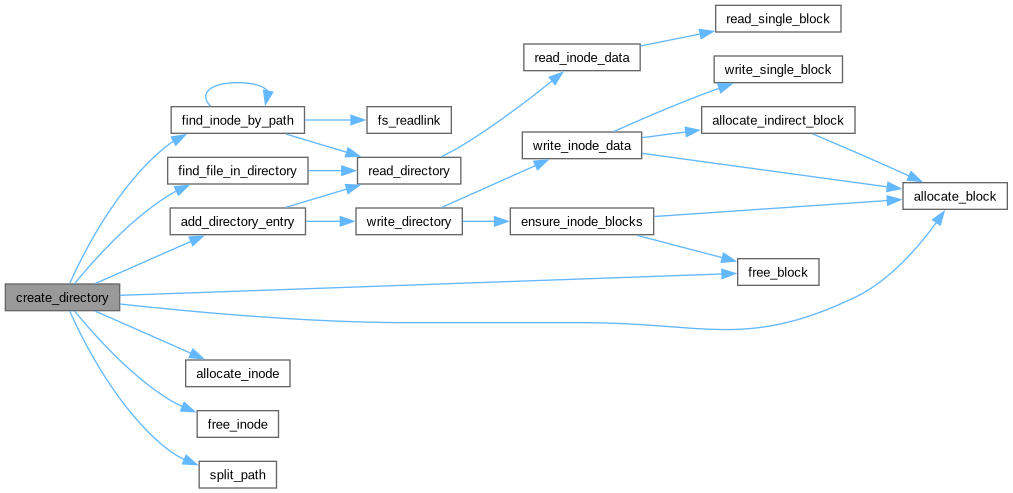 create_directory
find_inode_by_path
find_file_in_directory
add_directory_entry
allocate_inode
free_inode
split_path
fs_readlink
read_directory
write_directory
read_inode_data
write_inode_data
ensure_inode_blocks
read_single_block
write_single_block
allocate_indirect_block
allocate_block
free_block